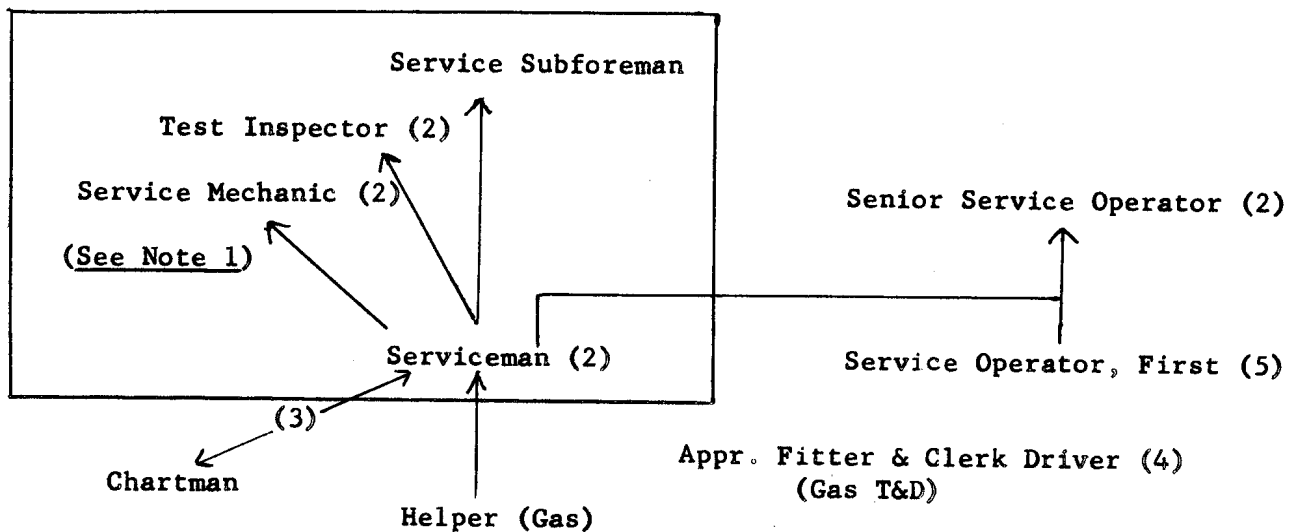 Service Subforeman
Test Inspector (2)
Service Mechanic (2)
(See Note 1)
Senior Service Operator (2)
Serviceman (2)
Service Operator, First (5)
(3)
Chartman
Appr. Fitter & Clerk Driver (4)
(Gas T&D)
Helper (Gas)